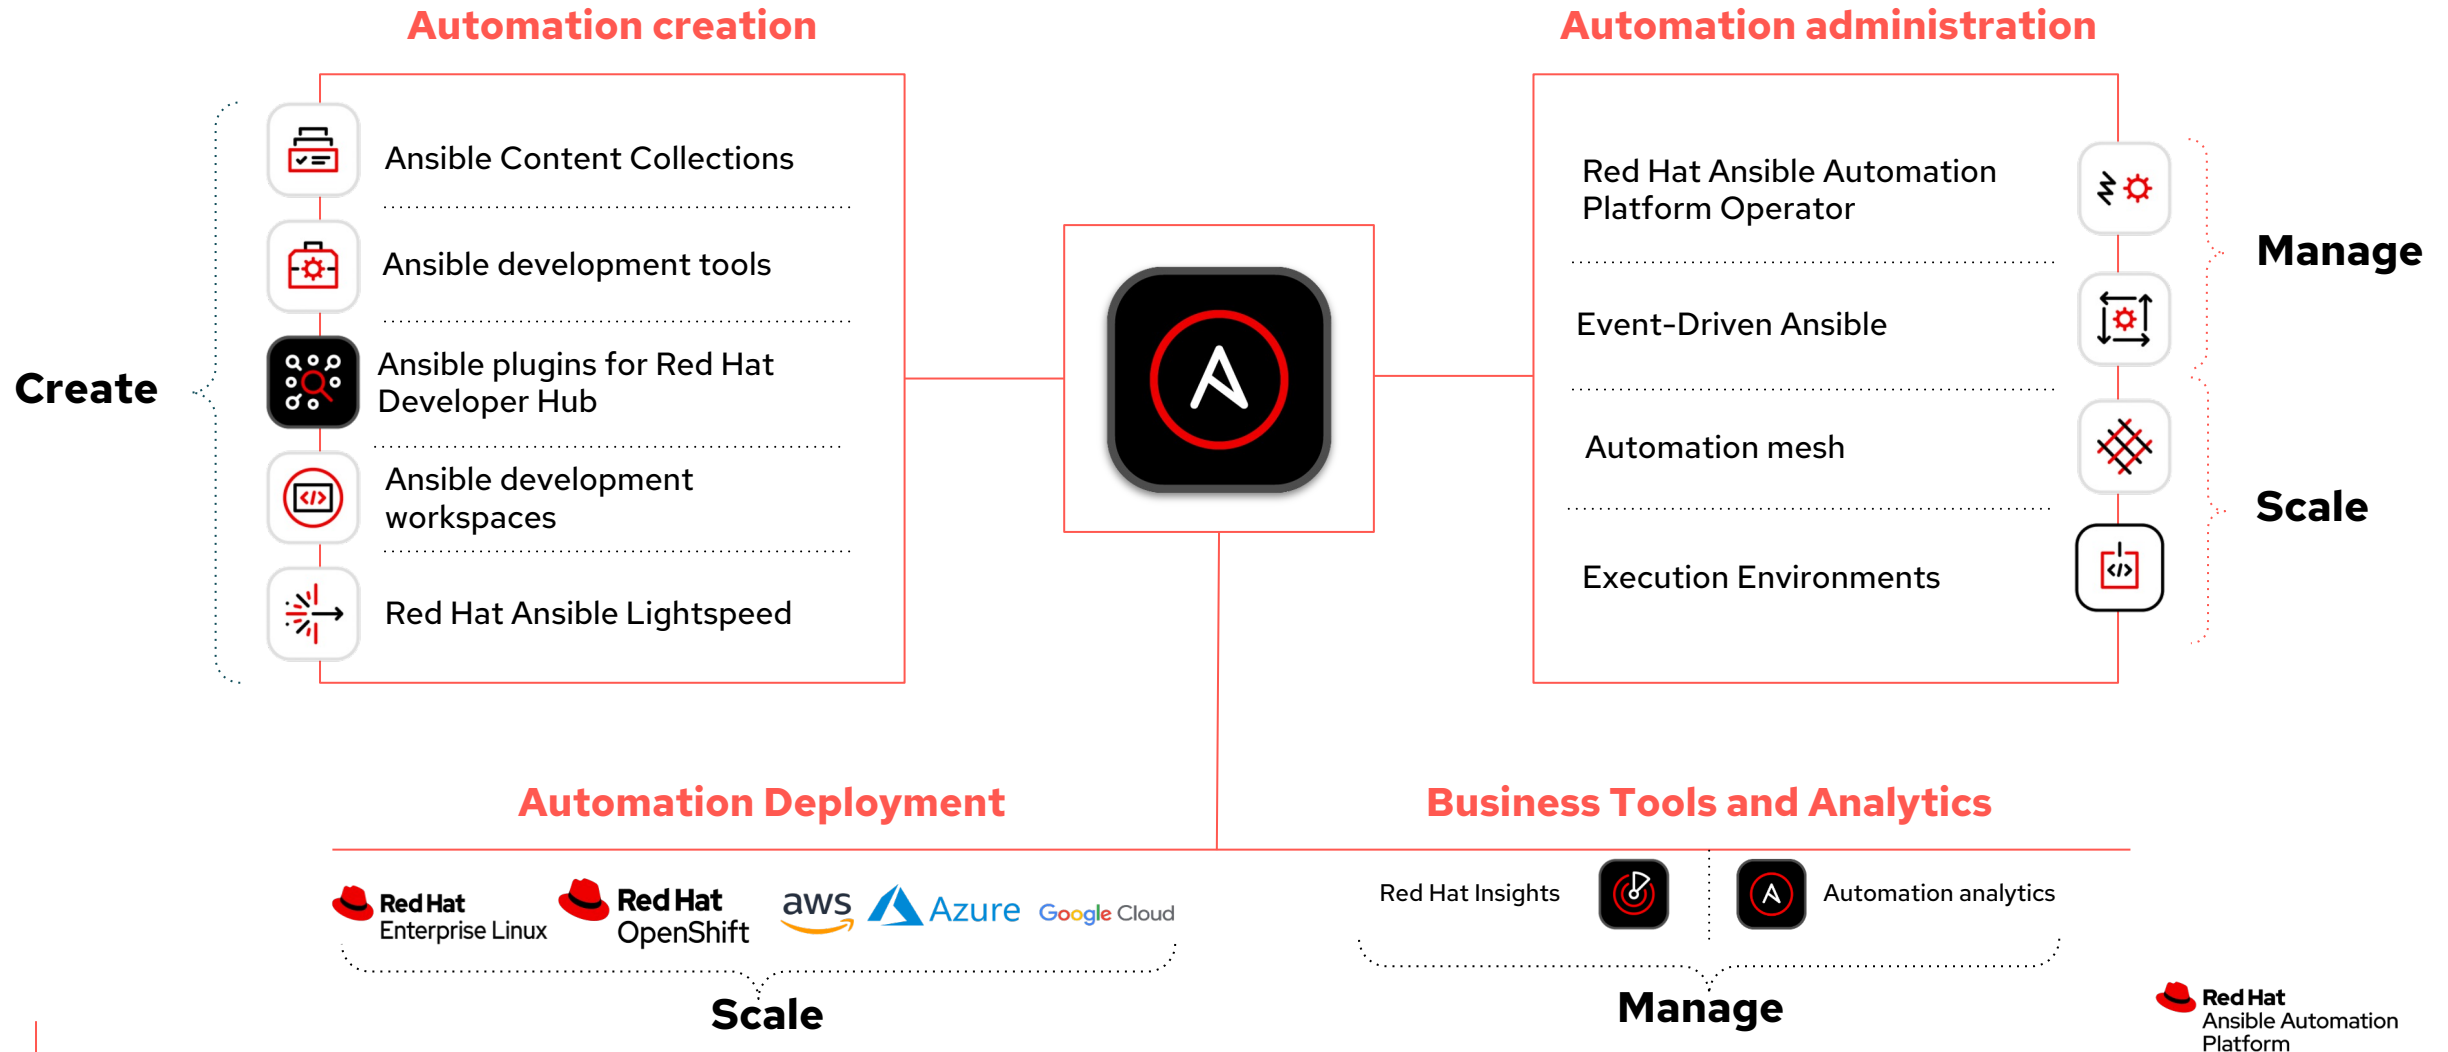 Automation creation
Automation administration
Create
Ansible Content Collections
Ansible development tools
Ansible plugins for Red Hat
Developer Hub
Ansible development
workspaces
Red Hat Ansible Lightspeed
Red Hat Ansible Automation
Platform Operator
Event-Driven Ansible
Automation mesh
Execution Environments
Manage
Scale
Automation Deployment
Red Hat
Enterprise Linux
Red Hat
OpenShift
aws
Azure
Google Cloud
Scale
Business Tools and Analytics
Red Hat Insights
Automation analytics
Manage
Red Hat
Ansible Automation
Platform